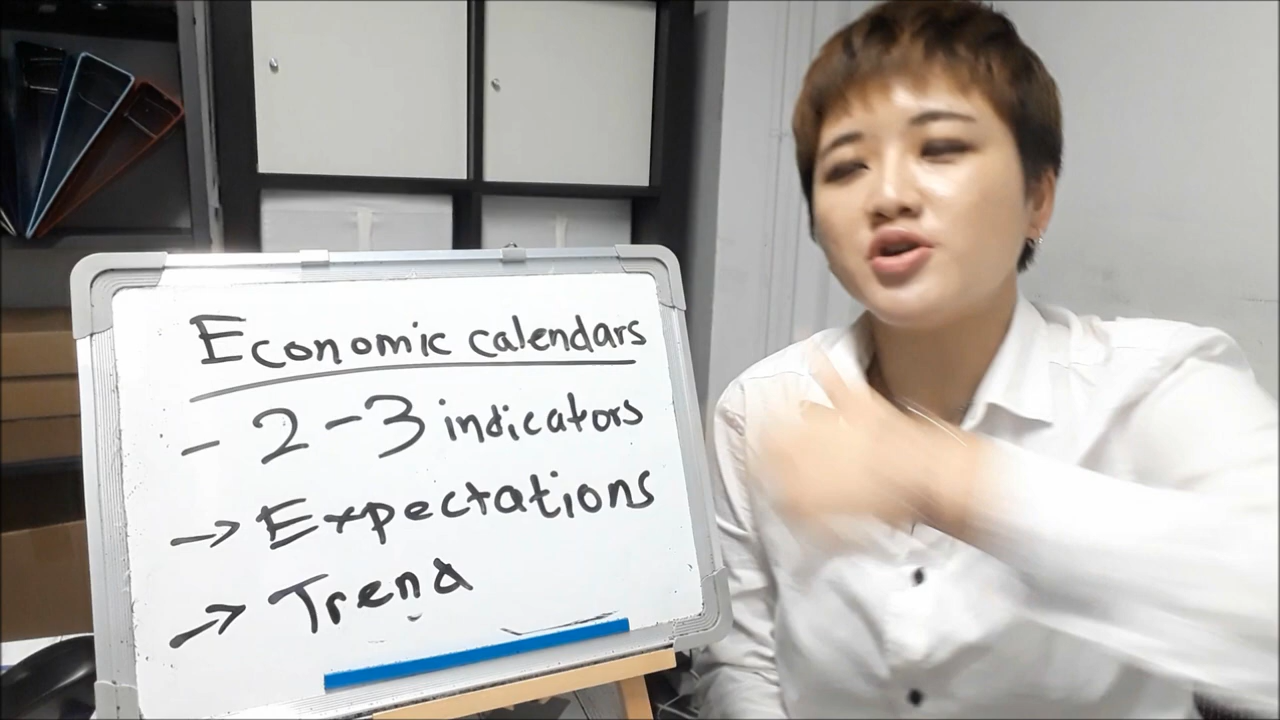 Economic calendars
- 2-3 indicators
→ Expectations
→ Trend